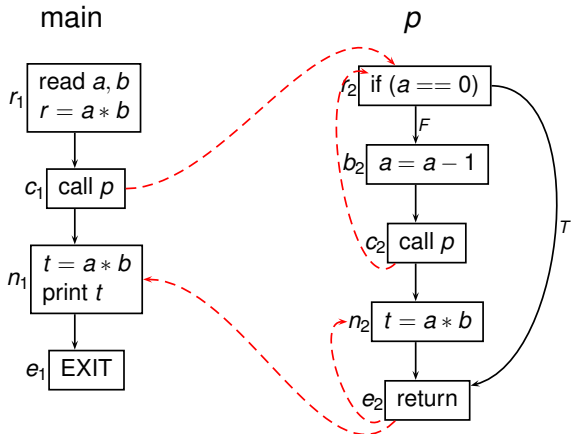 main
r1
read a, b
r = a ∗ b
c1 call p
n1
t = a ∗ b
print t
e1 EXIT
p
r2 if (a == 0)
F
b2 a = a − 1
T
c2 call p
n2 t = a ∗ b
e2 return